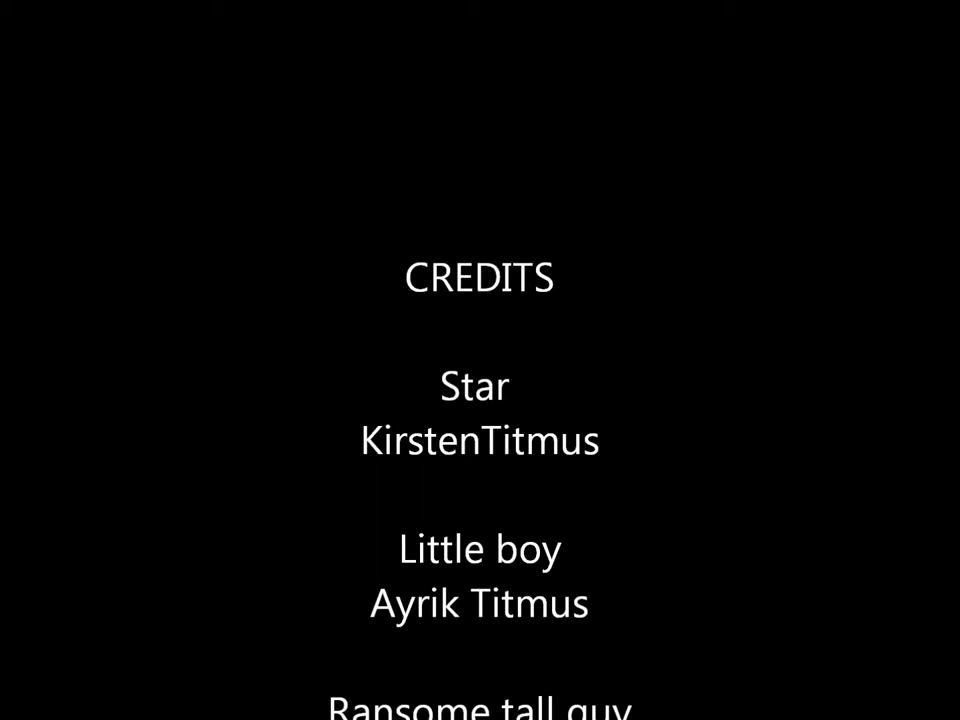 CREDITS
Star
KirstenTitmus
Little boy
Ayrik Titmus
Ransome tall guy